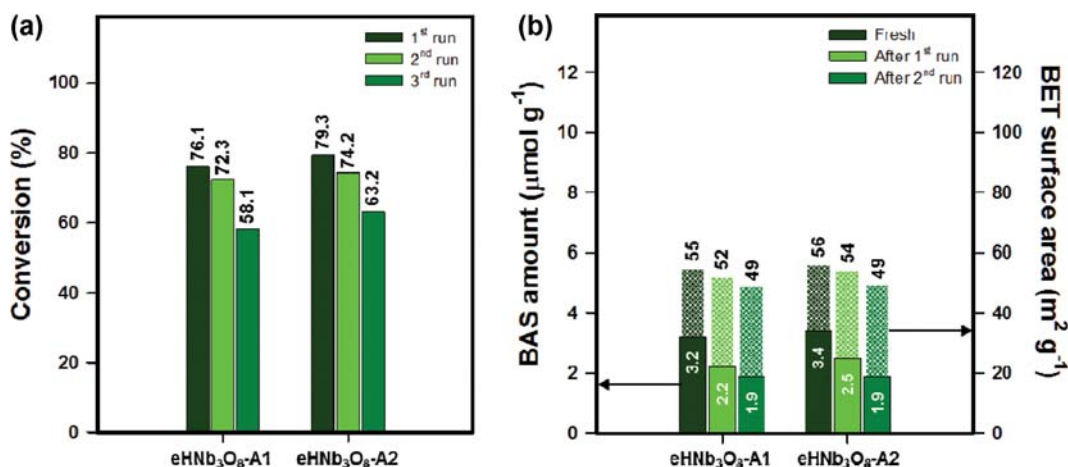 (a)
1st run
2nd run
3rd run
Conversion (%)
100
80
60
40
20
0
76.1
72.3
58.1
79.3
74.2
63.2
eHNb3O8-A1
eHNb3O8-A2
(b)
Fresh
After 1st run
After 2nd run
BAS amount (μmol g-1)
12
10
8
6
4
2
0
55
52
49
56
54
49
3.2
2.2
1.9
3.4
2.5
1.9
120
100
80
60
40
20
0
BET surface area (m2 g-1)
eHNb3O8-A1
eHNb3O8-A2